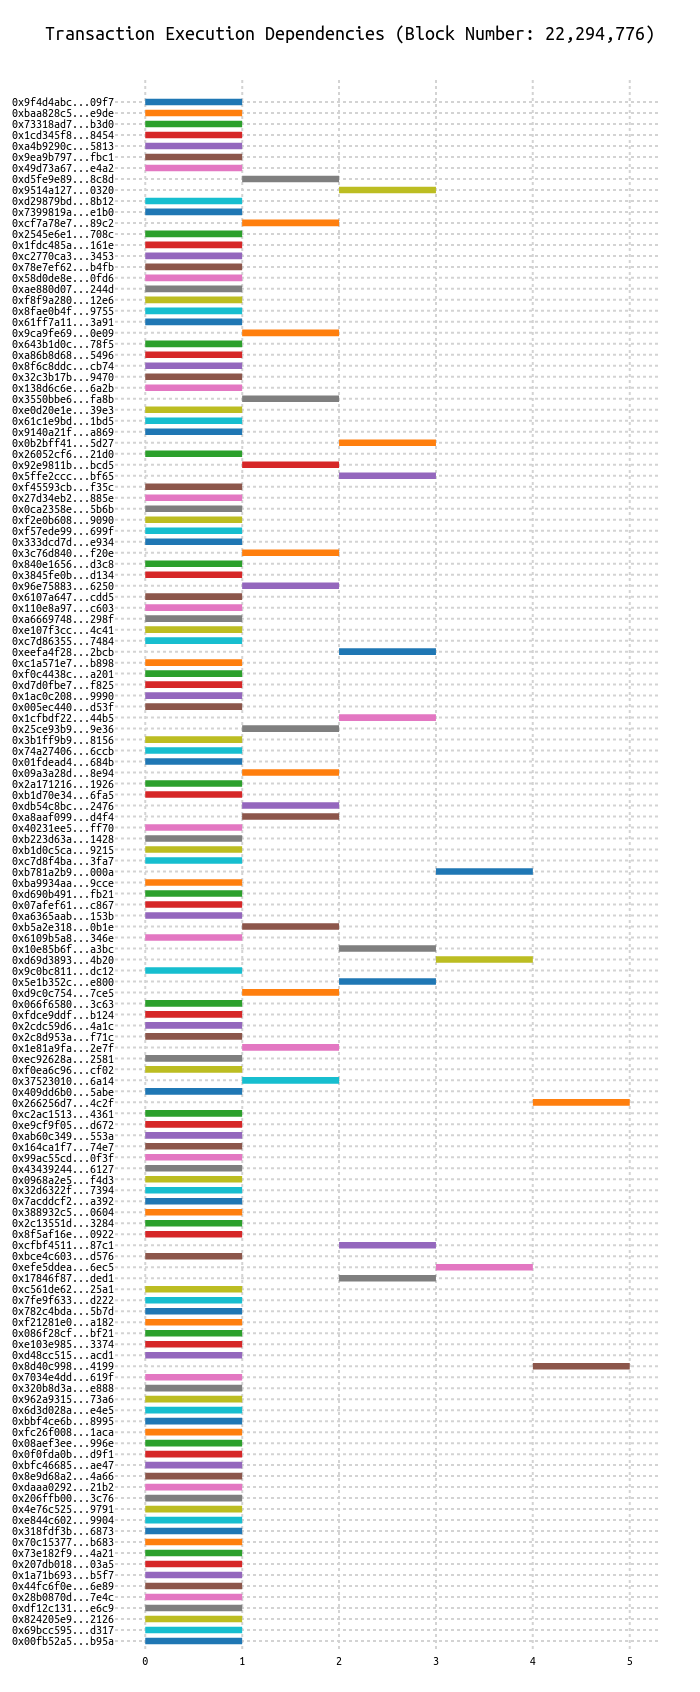 Transaction Execution Dependencies (Block Number: 22,294,776)
0x9f4d4abc...09f7
0xbaa828c5...e9de
0x73318ad7...b3d0
0x1cd345f8...8454
0xa4b9290c...5813
0x9ea9b797...fbc1
0x49d73a67...e4a2
0xd5fe9e89...8c8d
0x9514a127...0320
0xd29879bd...8b12
0x7399819a...e1b0
0xcf7a78e7...89c2
0x2545e6e1...708c
0x1fdc485a...161e
0xc2770ca3...3453
0x78e7ef62...b4fb
0x58d0de8e...0fd6
0xae880d07...244d
0xf8f9a280...12e6
0x8fae0b4f...9755
0x61ff7a11...3a91
0x9ca9fe69...0e09
0x643b1d0c...78f5
0xa86b8d68...5496
0x8f6c8ddc...cb74
0x32c3b17b...9470
0x138d6c6e...6a2b
0x3550bbe6...fa8b
0xe0d20e1e...39e3
0x61c1e9bd...1bd5
0x9140a21f...a869
0x0b2bff41...5d27
0x26052cf6...21d0
0x92e9811b...bcd5
0x5ffe2ccc...bf65
0xf45593cb...f35c
0x27d34eb2...885e
0x0ca2358e...5b6b
0xf2e0b608...9090
0xf57ede99...699f
0x333dcd7d...e934
0x3c76d840...f20e
0x840e1656...d3c8
0x3845fe0b...d134
0x96e75883...6250
0x6107a647...cdd5
0x110e8a97...c603
0xa6669748...298f
0xe107f3cc...4c41
0xc7d86355...7484
0xeefa4f28...2bcb
0xc1a571e7...b898
0xf0c4438c...a201
0xd7d0fbe7...f825
0x1ac0c208...9990
0x005ec440...d53f
0x1cfbdf22...44b5
0x25ce93b9...9e36
0x3b1ff9b9...8156
0x74a27406...6ccb
0x01fdead4...684b
0x09a3a28d...8e94
0x2a171216...1926
0xb1d70e34...6fa5
0xdb54c8bc...2476
0xa8aaf099...d4f4
0x40231ee5...ff70
0xb223d63a...1428
0xb1d0c5ca...9215
0xc7d8f4ba...3fa7
0xb781a2b9...000a
0xba9934aa...9cce
0xd690b491...fb21
0x07afef61...c867
0xa6365aab...153b
0xb5a2e318...0b1e
0x6109b5a8...346e
0x10e85b6f...a3bc
0xd69d3893...4b20
0x9c0bc811...dc12
0x5e1b352c...e800
0xd9c0c754...7ce5
0x066f6580...3c63
0xfdce9ddf...b124
0x2cdc59d6...4a1c
0x2c8d953a...f71c
0x1e81a9fa...2e7f
0xec92628a...2581
0xf0ea6c96...cf02
0x37523010...6a14
0x409dd6b0...5abe
0x266256d7...4c2f
0xc2ac1513...4361
0xe9cf9f05...d672
0xab60c349...553a
0x164ca1f7...74e7
0x99ac55cd...0f3f
0x43439244...6127
0x0968a2e5...f4d3
0x32d6322f...7394
0x7acddcf2...a392
0x388932c5...0604
0x2c13551d...3284
0x8f5af16e...0922
0xcfbf4511...87c1
0xbce4c603...d576
0xefe5ddea...6ec5
0x17846f87...ded1
0xc561de62...25a1
0x7fe9f633...d222
0x782c4bda...5b7d
0xf21281e0...a182
0x086f28cf...bf21
0xe103e985...3374
0xd48cc515...acd1
0x8d40c998...4199
0x7034e4dd...619f
0x320b8d3a...e888
0x962a9315...73a6
0x6d3d028a...e4e5
0xbbf4ce6b...8995
0xfc26f008...1aca
0x08aef3ee...996e
0x0f0fda0b...d9f1
0xbfc46685...ae47
0x8e9d68a2...4a66
0xdaaa0292...21b2
0x206ffb00...3c76
0x4e76c525...9791
0xe844c602...9904
0x318fdf3b...6873
0x70c15377...b683
0x73e182f9...4a21
0x207db018...03a5
0x1a71b693...b5f7
0x44fc6f0e...6e89
0x28b0870d...7e4c
0xdf12c131...e6c9
0x824205e9...2126
0x69bcc595...d317
0x00fb52a5...b95a
0 1 2 3 4 5